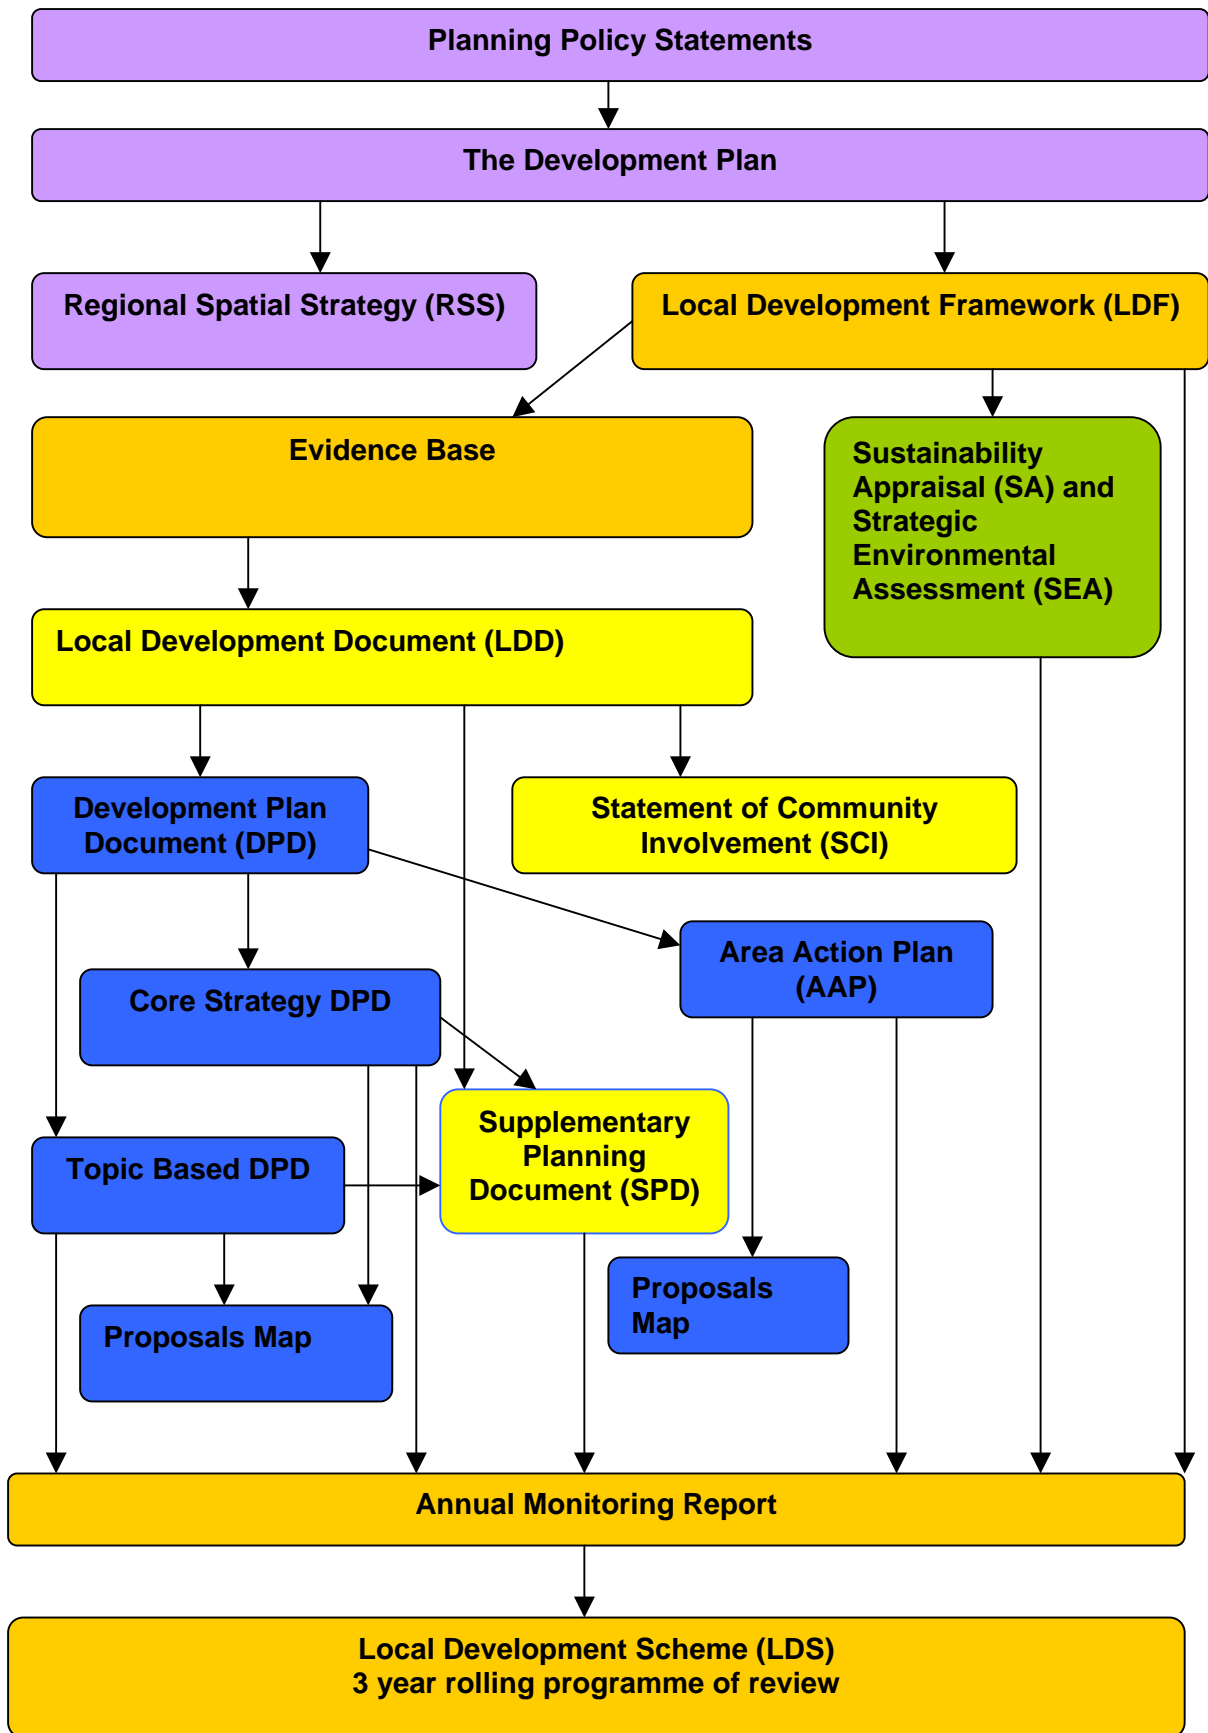 Planning Policy Statements
The Development Plan
Regional Spatial Strategy (RSS)
Local Development Framework (LDF)
Evidence Base
Sustainability
Appraisal (SA) and
Strategic
Environmental
Assessment (SEA)
Local Development Document (LDD)
Development Plan
Document (DPD)
Statement of Community
Involvement (SCI)
Area Action Plan
(AAP)
Core Strategy DPD
Supplementary
Planning
Document (SPD)
Topic Based DPD
Proposals
Map
Proposals Map
Annual Monitoring Report
Local Development Scheme (LDS)
3 year rolling programme of review